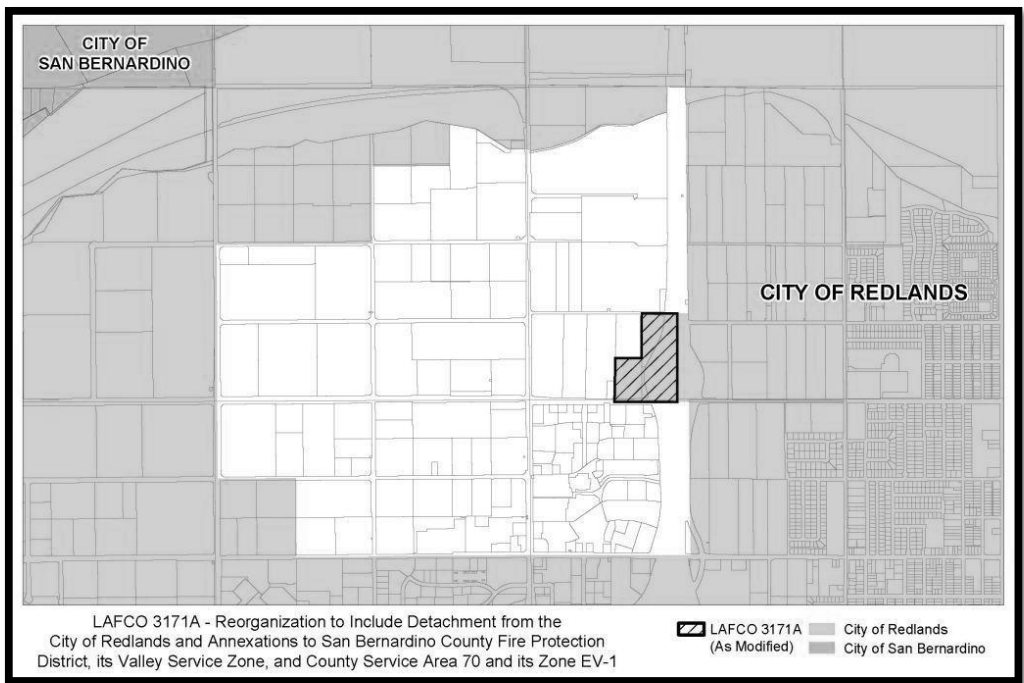 CITY OF
SAN BERNARDINO
CITY OF REDLANDS
LAFCO 3171A - Reorganization to Include Detachment from the
City of Redlands and Annexations to San Bernardino County Fire Protection
District, its Valley Service Zone, and County Service Area 70 and its Zone EV-1
LAFCO 3171A
(As Modified)
City of Redlands
City of San Bernardino